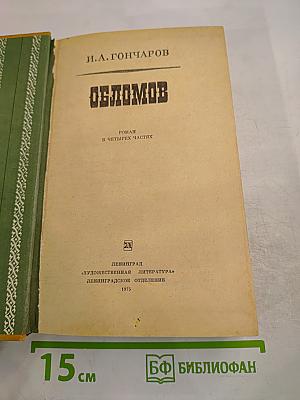 И.А.ГОНЧАРОВ
ОБЛОМОВ
РОМАН
В ЧЕТЫРЕХ ЧАСТЯХ
ЛЕНИНГРАД
«ХУДОЖЕСТВЕННАЯ ЛИТЕРАТУРА»
ЛЕНИНГРАДСКОЕ ОТДЕЛЕНИЕ
1975
15 см
БФ БИБЛИОФАН